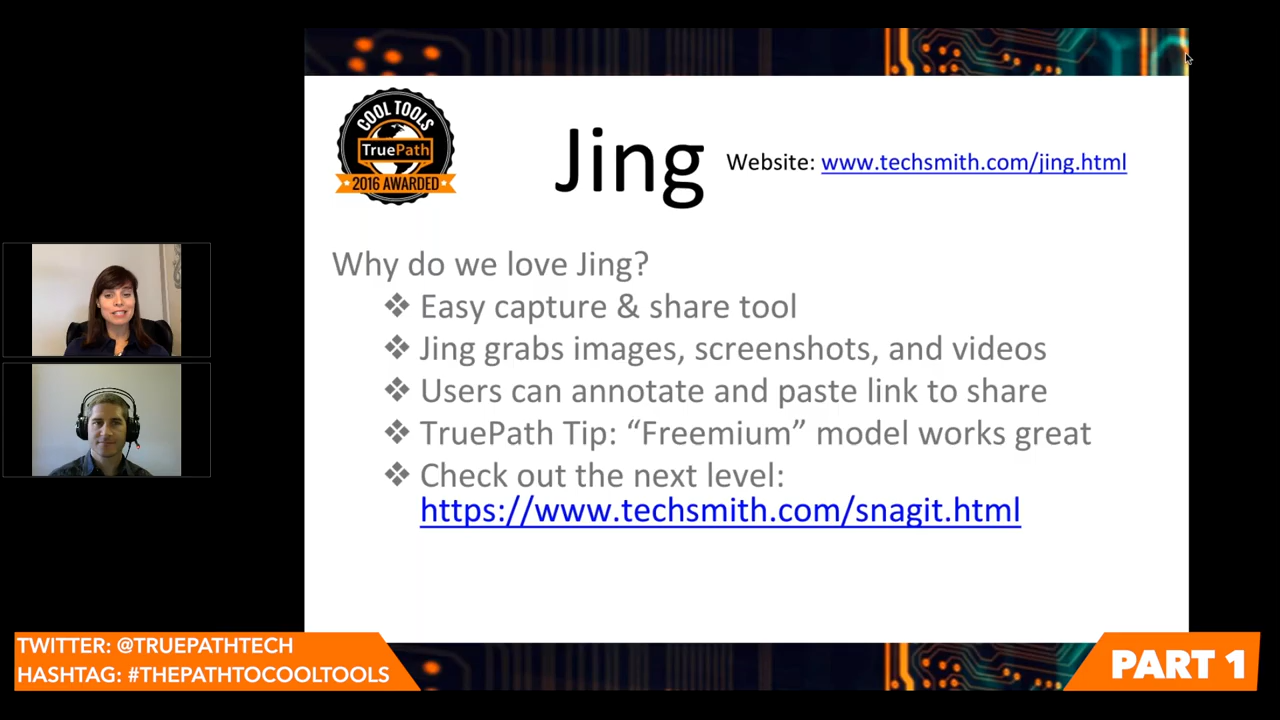 COOL TOOLS
TruePath
2016 AWARDED
Jing
Website: www.techsmith.com/jing.html
Why do we love Jing?
❖ Easy capture & share tool
❖ Jing grabs images, screenshots, and videos
❖ Users can annotate and paste link to share
❖ TruePath Tip: “Freemium” model works great
❖ Check out the next level:
https://www.techsmith.com/snagit.html
TWITTER: @TRUEPATHTECH
HASHTAG: #THEPATHTOCOOLTOOLS
PART 1